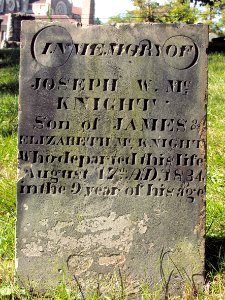 IN MEMORY OF
JOSEPH W. Mc
KNIGHT
Son of JAMES &
ELIZABETH Mc KNIGHT
Who departed this life
August 17th AD. 1834
in the 9 year of his age